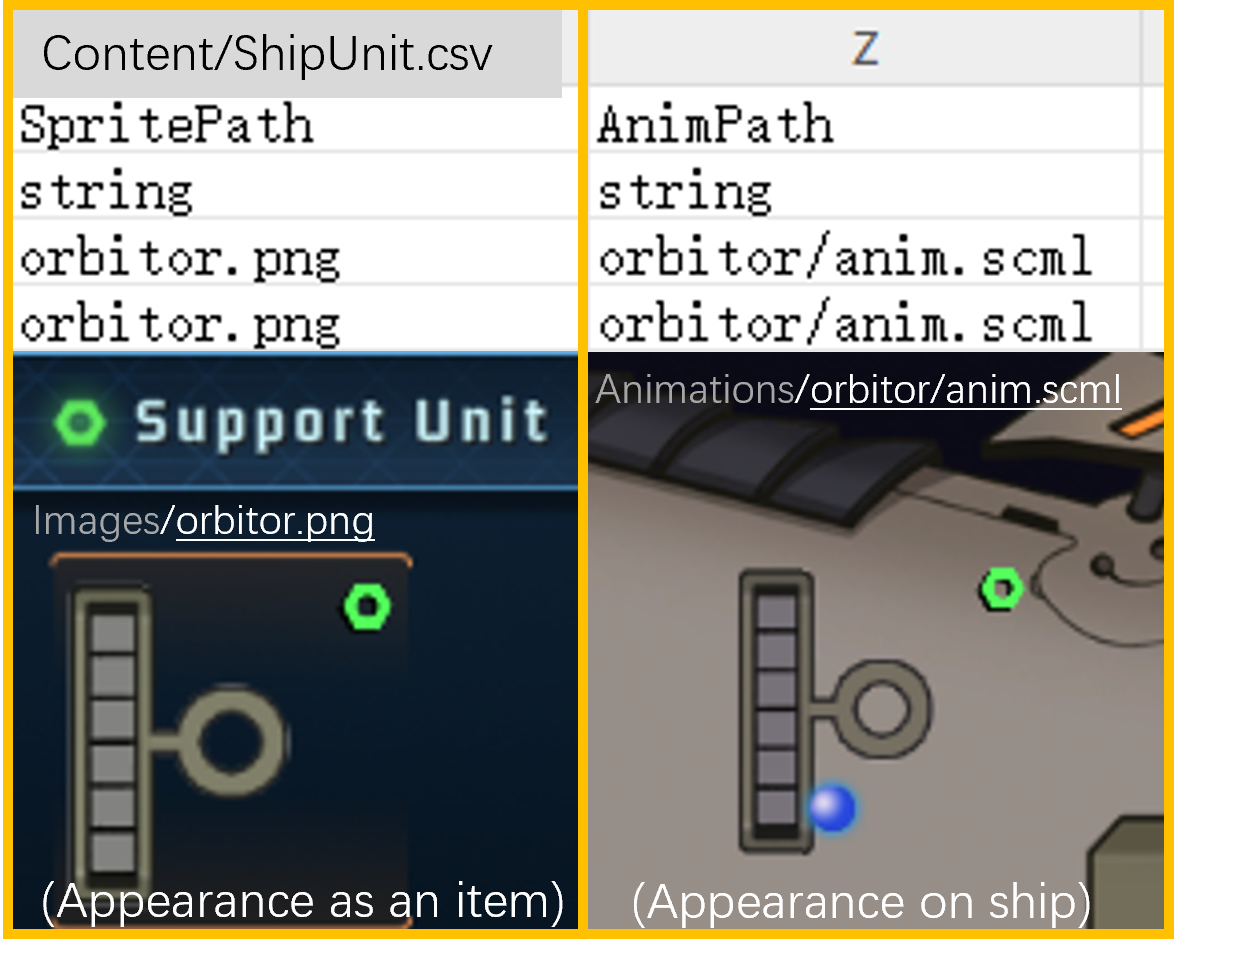 Content/ShipUnit.csv
SpritePath
string
orbitor.png
orbitor.png
Support Unit
Images/orbitor.png
(Appearance as an item)
Z
AnimPath
string
orbitor/anim.scml
orbitor/anim.scml
Animations/orbitor/anim.scml
(Appearance on ship)